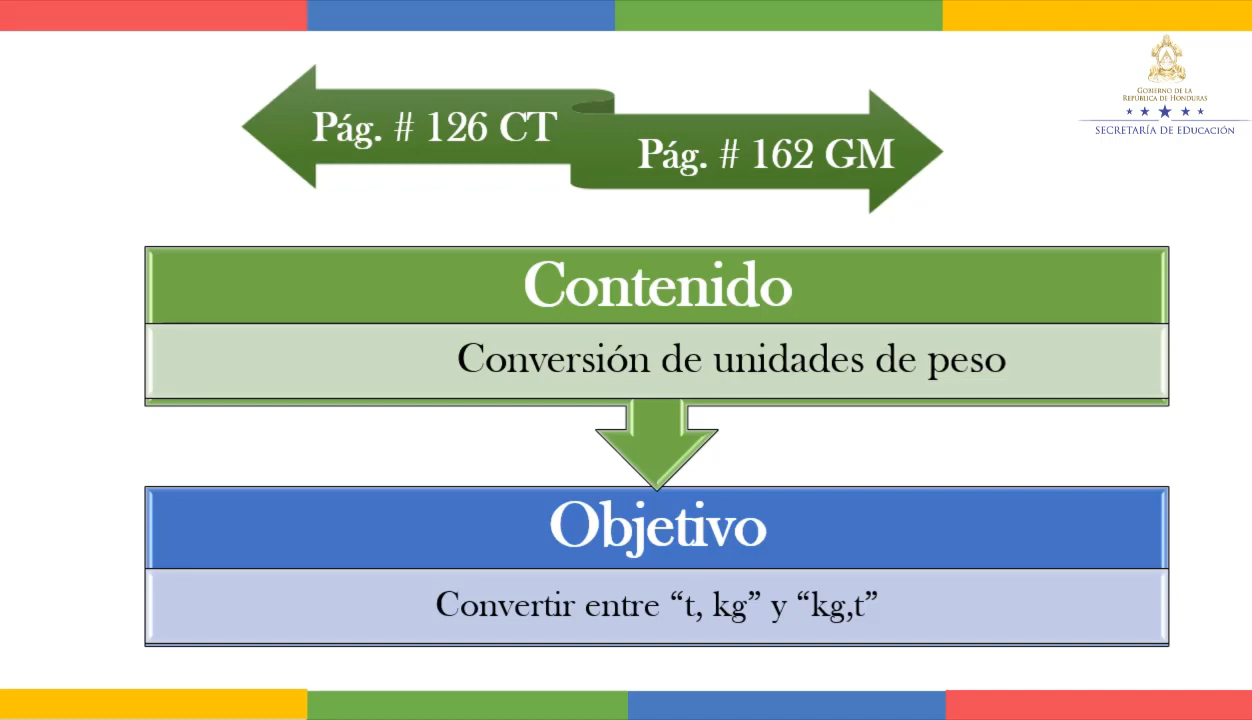 Pág. # 126 CT
Pág. # 162 GM
GOBIERNO DE LA
REPÚBLICA DE HONDURAS
SECRETARÍA DE EDUCACIÓN
Contenido
Conversión de unidades de peso
Objetivo
Convertir entre “t, kg” y “kg,t”